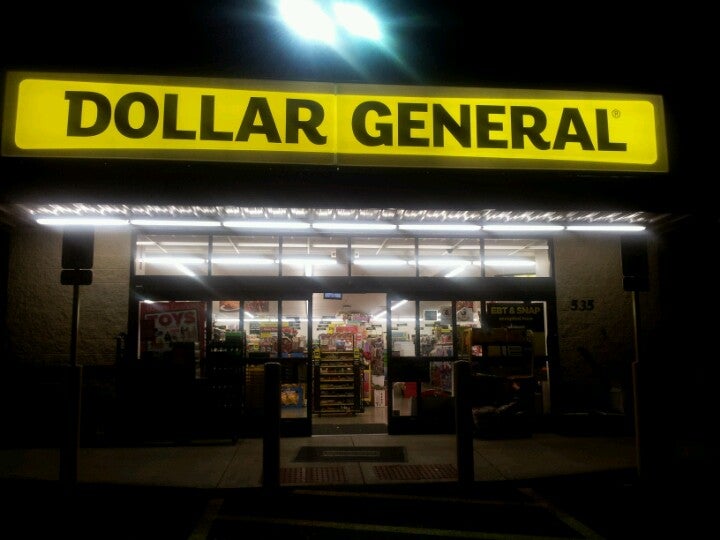 DOLLAR GENERAL®
TOYS
EBT & SNAP
535